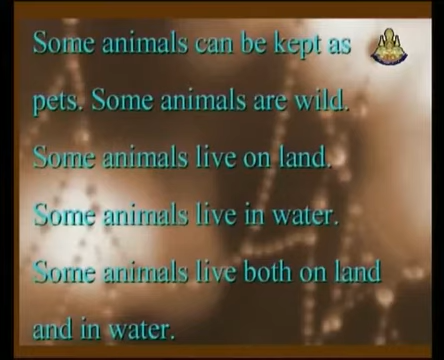 Some animals can be kept as
pets. Some animals are wild.
Some animals live on land.
Some animals live in water.
Some animals live both on land
and in water.